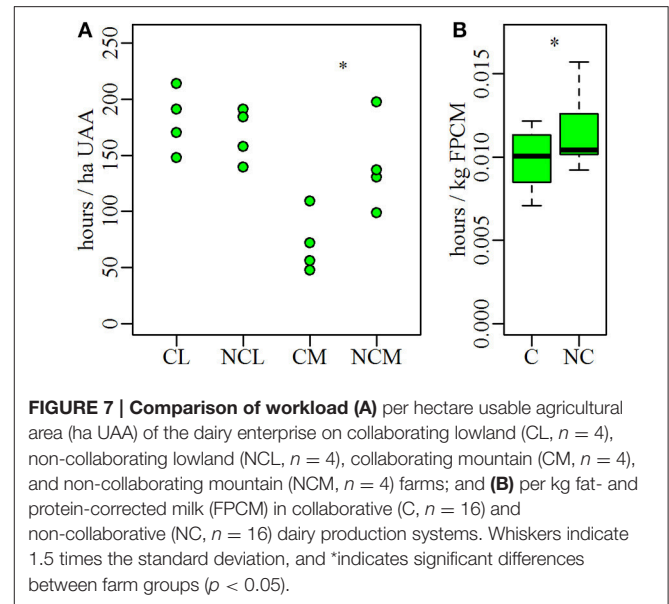 A
B
*
*
hours / ha UAA
250
200
150
100
50
0
CL NCL CM NCM
hours / kg FPCM
0.015
0.010
0.005
0.000
C NC
FIGURE 7 | Comparison of workload (A) per hectare usable agricultural
area (ha UAA) of the dairy enterprise on collaborating lowland (CL, n = 4),
non-collaborating lowland (NCL, n = 4), collaborating mountain (CM, n = 4),
and non-collaborating mountain (NCM, n = 4) farms; and (B) per kg fat- and
protein-corrected milk (FPCM) in collaborative (C, n = 16) and
non-collaborative (NC, n = 16) dairy production systems. Whiskers indicate
1.5 times the standard deviation, and *indicates significant differences
between farm groups (p < 0.05).